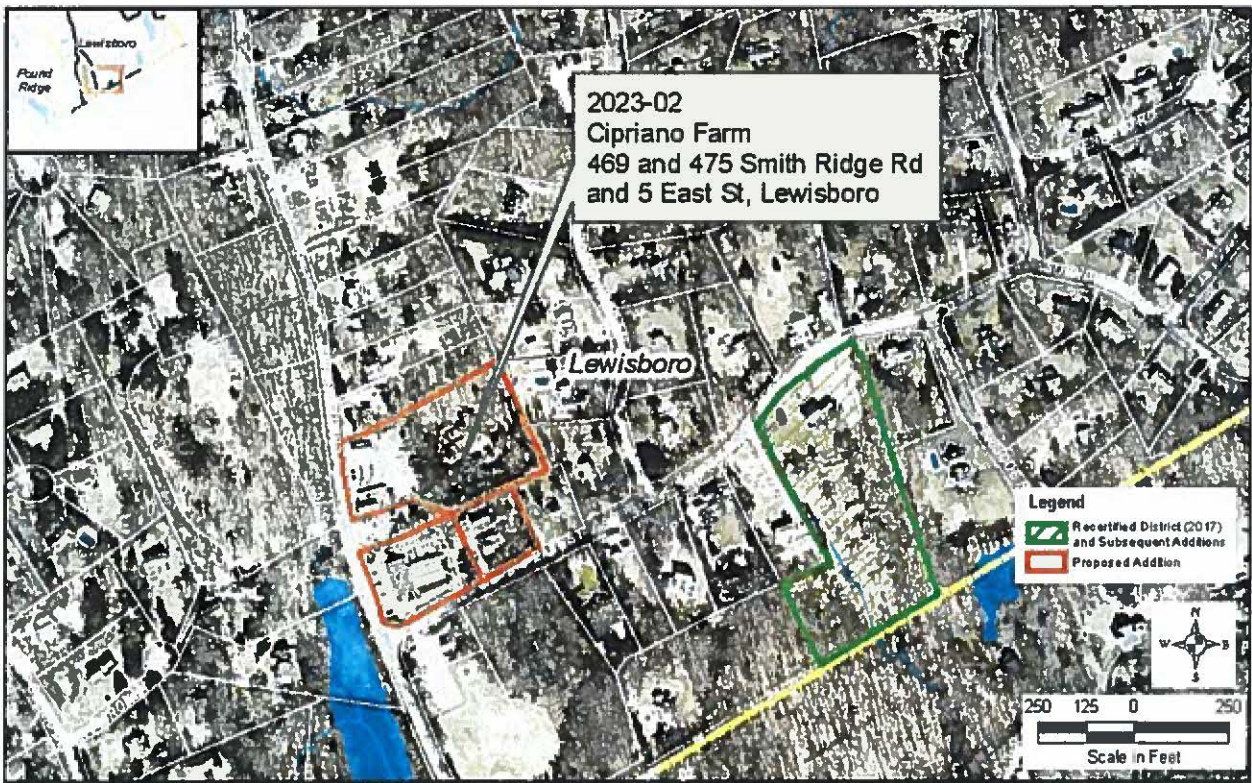 Lewisboro
Pound
Ridge
2023-02
Cipriano Farm
469 and 475 Smith Ridge Rd
and 5 East St, Lewisboro
Lewisboro
Legend
Recertified District (2017)
and Subsequent Additions
Proposed Addition
N
W E
S
250 125 0 250
Scale in Feet